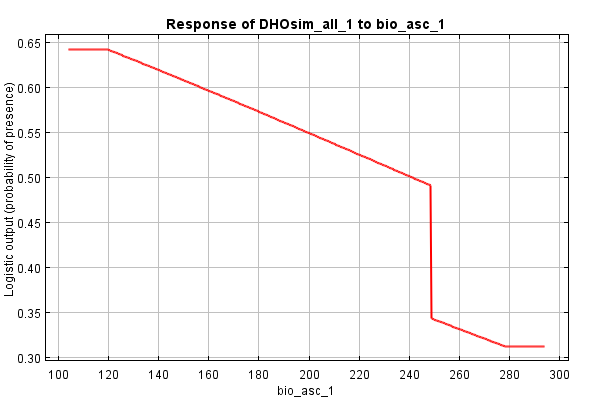 Response of DHOsim_all_1 to bio_asc_1
Logistic output (probability of presence)
0.65
0.60
0.55
0.50
0.45
0.40
0.35
0.30
100 120 140 160 180 200 220 240 260 280 300
bio_asc_1